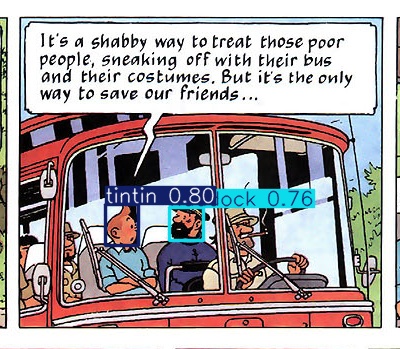 It's a shabby way to treat those poor
people, sneaking off with their bus
and their costumes. But it's the only
way to save our friends...
tintin 0.80
lock 0.76